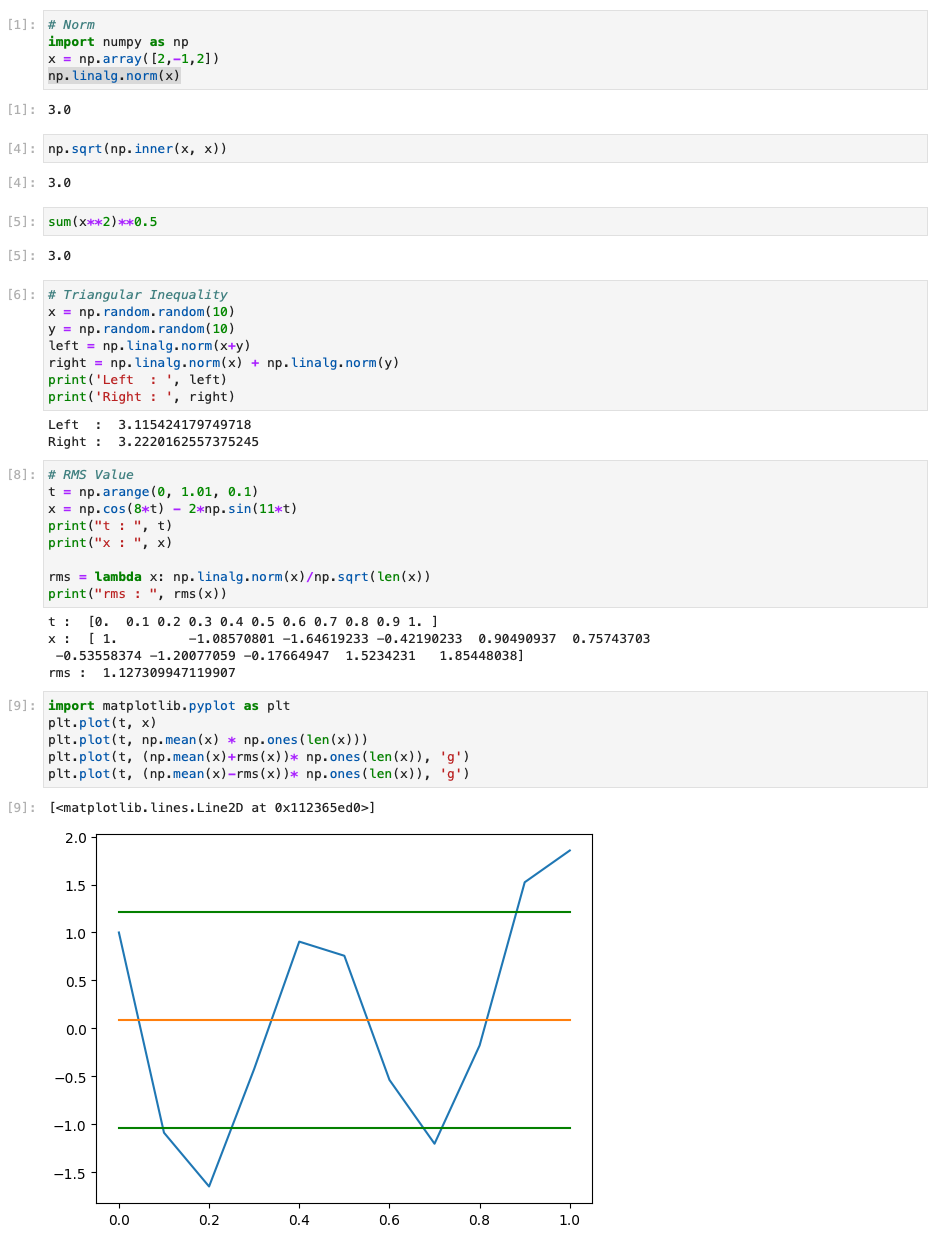 [1]: # Norm
import numpy as np
x = np.array([2,-1,2])
np.linalg.norm(x)
[1]: 3.0
[4]: np.sqrt(np.inner(x, x))
[4]: 3.0
[5]: sum(x**2)**0.5
[5]: 3.0
[6]: # Triangular Inequality
x = np.random.random(10)
y = np.random.random(10)
left = np.linalg.norm(x+y)
right = np.linalg.norm(x) + np.linalg.norm(y)
print('Left  : ', left)
print('Right : ', right)
Left  :  3.115424179749718
Right :  3.2220162557375245
[8]: # RMS Value
t = np.arange(0, 1.01, 0.1)
x = np.cos(8*t) - 2*np.sin(11*t)
print("t : ", t)
print("x : ", x)
rms = lambda x: np.linalg.norm(x)/np.sqrt(len(x))
print("rms : ", rms(x))
t :  [0.  0.1 0.2 0.3 0.4 0.5 0.6 0.7 0.8 0.9 1. ]
x :  [ 1.         -1.08570801 -1.64619233 -0.42190233  0.90490937  0.75743703
 -0.53558374 -1.20077059 -0.17664947  1.5234231   1.85448038]
rms :  1.127309947119907
[9]: import matplotlib.pyplot as plt
plt.plot(t, x)
plt.plot(t, np.mean(x) * np.ones(len(x)))
plt.plot(t, (np.mean(x)+rms(x))* np.ones(len(x)), 'g')
plt.plot(t, (np.mean(x)-rms(x))* np.ones(len(x)), 'g')
[9]: [<matplotlib.lines.Line2D at 0x112365ed0>]
2.0
1.5
1.0
0.5
0.0
−0.5
−1.0
−1.5
0.0 0.2 0.4 0.6 0.8 1.0